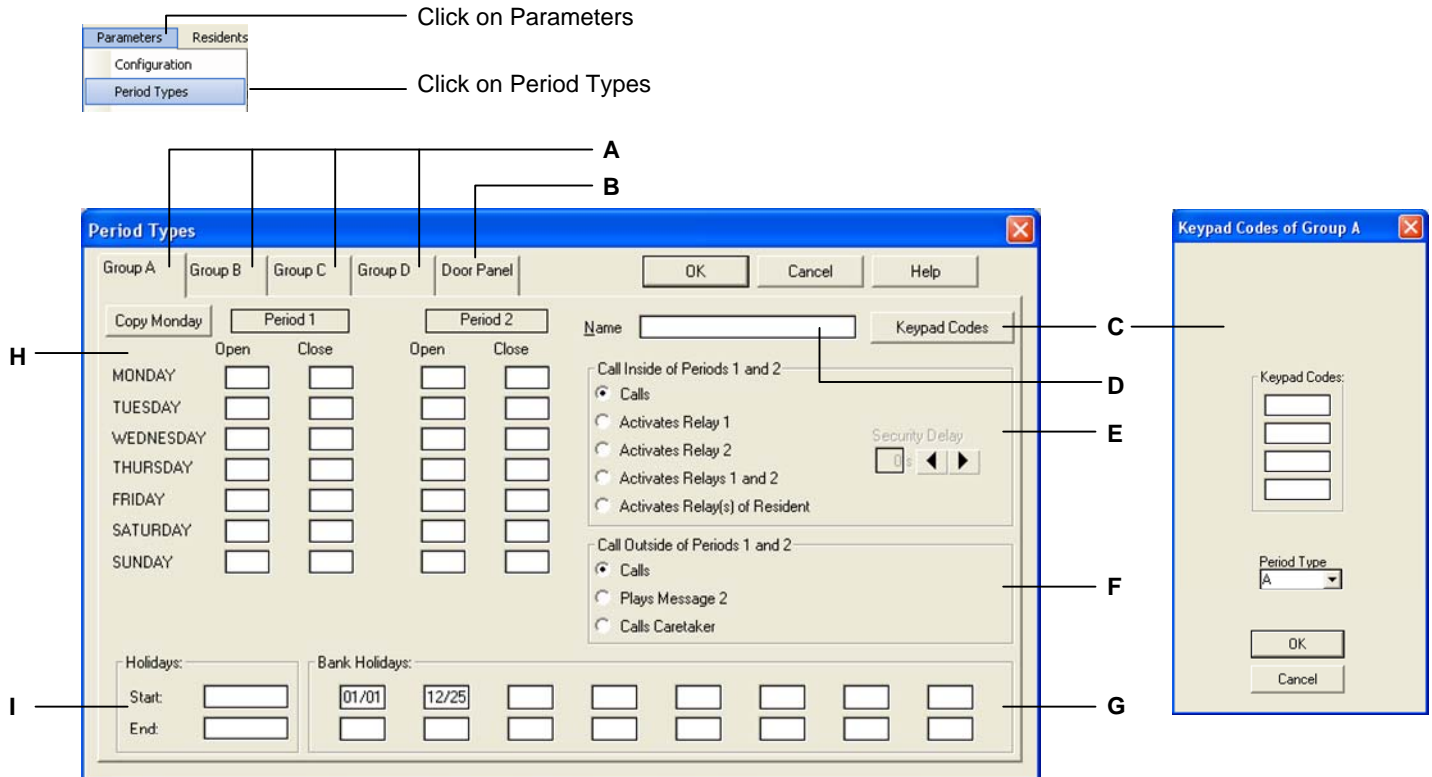 Click on Parameters
Parameters Residents
Configuration
Period Types
Click on Period Types
A
B
Period Types
Group A Group B Group C Group D Door Panel OK Cancel Help
Copy Monday Period 1 Period 2 Name Keypad Codes
C
H
Open Close Open Close
MONDAY
TUESDAY
WEDNESDAY
THURSDAY
FRIDAY
SATURDAY
SUNDAY
Call Inside of Periods 1 and 2
Calls
Activates Relay 1
Activates Relay 2
Activates Relays 1 and 2
Activates Relay(s) of Resident
Security Delay
0 s
D
E
Call Outside of Periods 1 and 2
Calls
Plays Message 2
Calls Caretaker
F
Holidays:
Start:
End:
I
Bank Holidays:
01/01 12/25
G
Keypad Codes of Group A
Keypad Codes:
Period Type
A
OK
Cancel